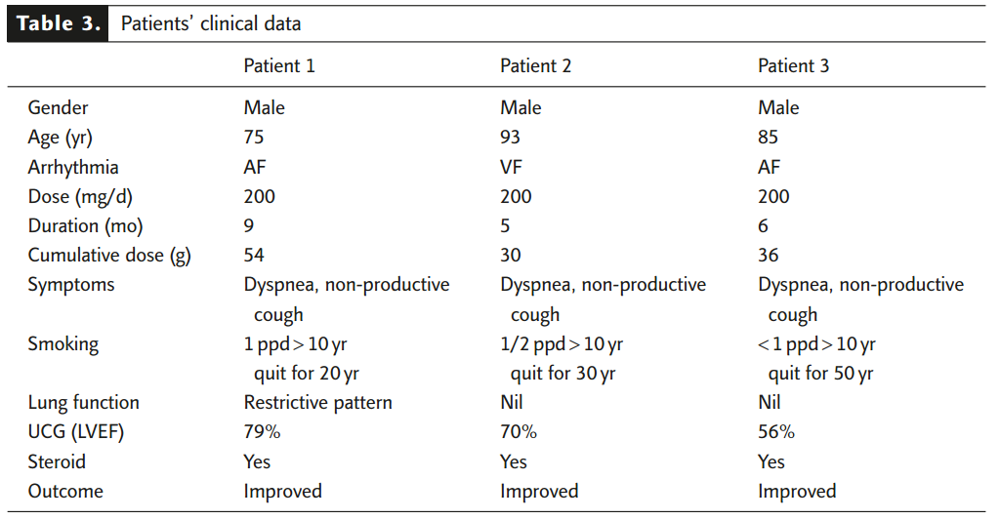 Table 3. Patients' clinical data
Patient 1 Patient 2 Patient 3
Gender Male Male Male
Age (yr) 75 93 85
Arrhythmia AF VF AF
Dose (mg/d) 200 200 200
Duration (mo) 9 5 6
Cumulative dose (g) 54 30 36
Symptoms Dyspnea, non-productive Dyspnea, non-productive Dyspnea, non-productive
cough cough cough
Smoking 1 ppd > 10 yr 1/2 ppd > 10 yr < 1 ppd > 10 yr
quit for 20 yr quit for 30 yr quit for 50 yr
Lung function Restrictive pattern Nil Nil
UCG (LVEF) 79% 70% 56%
Steroid Yes Yes Yes
Outcome Improved Improved Improved